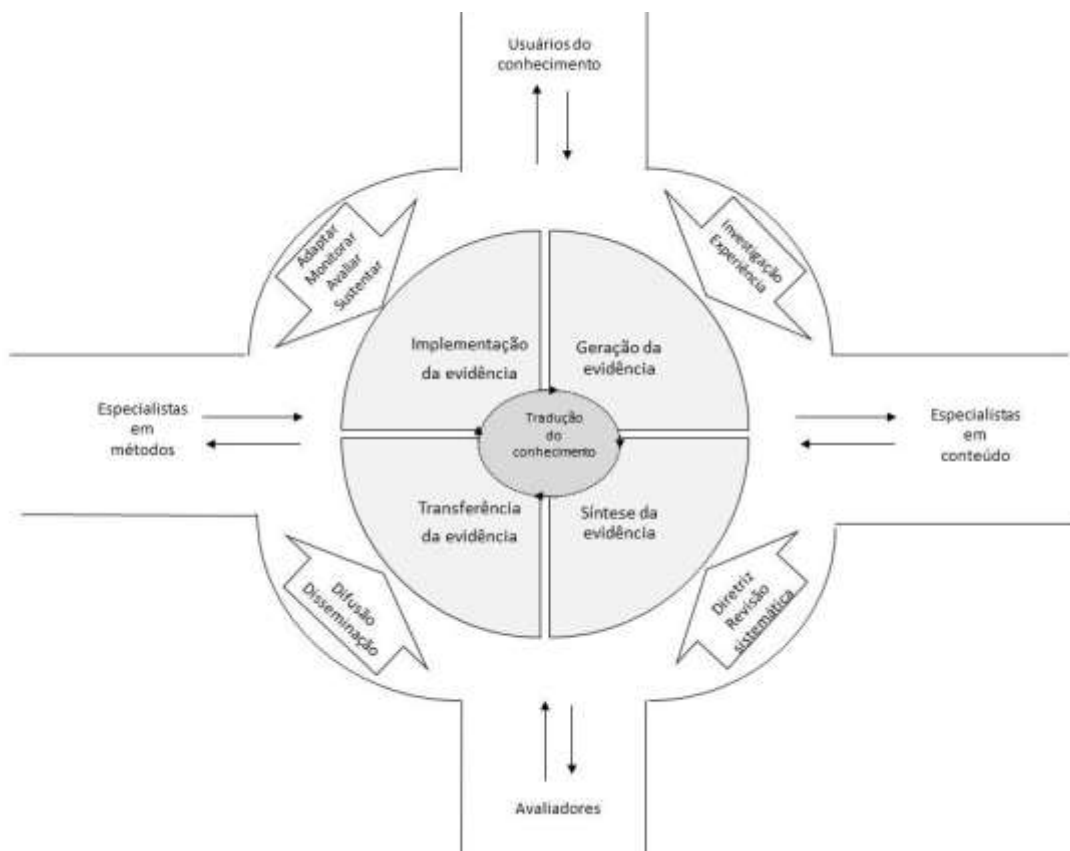 Usuários do
conhecimento
Adaptar
Monitorar
Avaliar
Sustentar
Investigação
Experiência
Implementação
da evidência
Geração da
evidência
Especialistas
em
métodos
Tradução
do
conhecimento
Especialistas
em
conteúdo
Transferência
da evidência
Síntese da
evidência
Difusão
Disseminação
Diretriz
Revisão
sistemática
Avaliadores